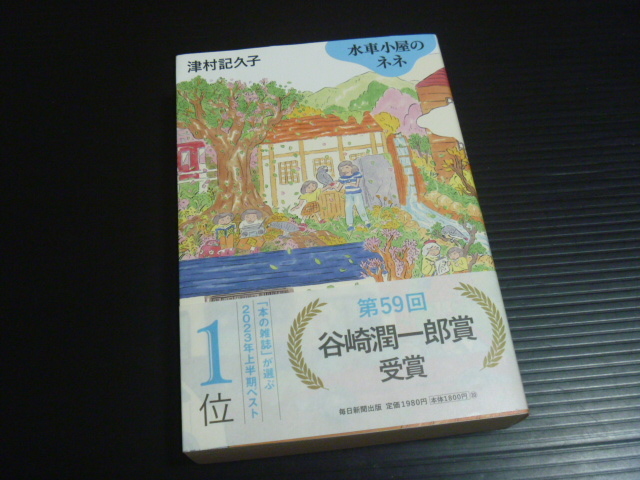 津村記久子
水車小屋の
ネネ
第59回
谷崎潤一郎賞
受賞
1位
「本の雑誌」が選ぶ
2023年上半期ベスト
毎日新聞出版 定価1980円 本体1800円 ⑩